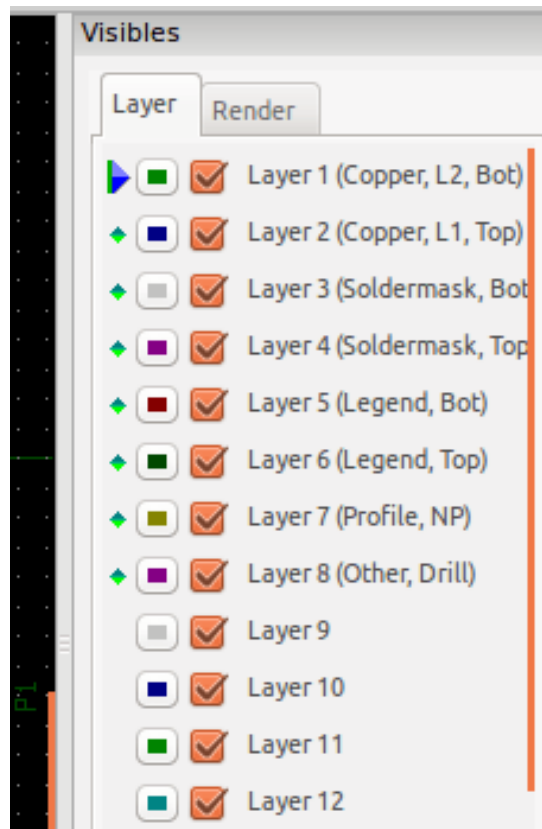 Visibles
Layer Render
Layer 1 (Copper, L2, Bot)
Layer 2 (Copper, L1, Top)
Layer 3 (Soldermask, Bot
Layer 4 (Soldermask, Top
Layer 5 (Legend, Bot)
Layer 6 (Legend, Top)
Layer 7 (Profile, NP)
Layer 8 (Other, Drill)
Layer 9
Layer 10
P1
Layer 11
Layer 12